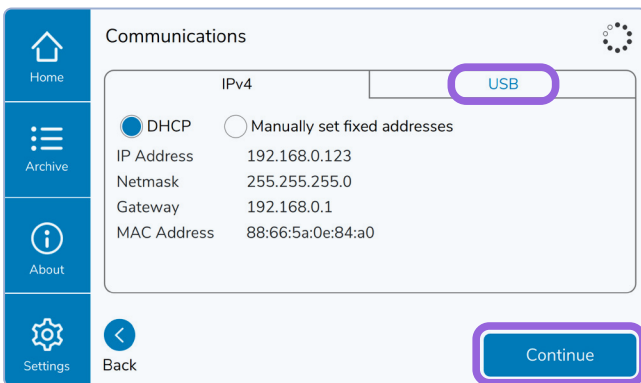 Communications
Home
IPv4
USB
DHCP
Manually set fixed addresses
IP Address 192.168.0.123
Netmask 255.255.255.0
Gateway 192.168.0.1
MAC Address 88:66:5a:0e:84:a0
Archive
About
Settings
Back
Continue